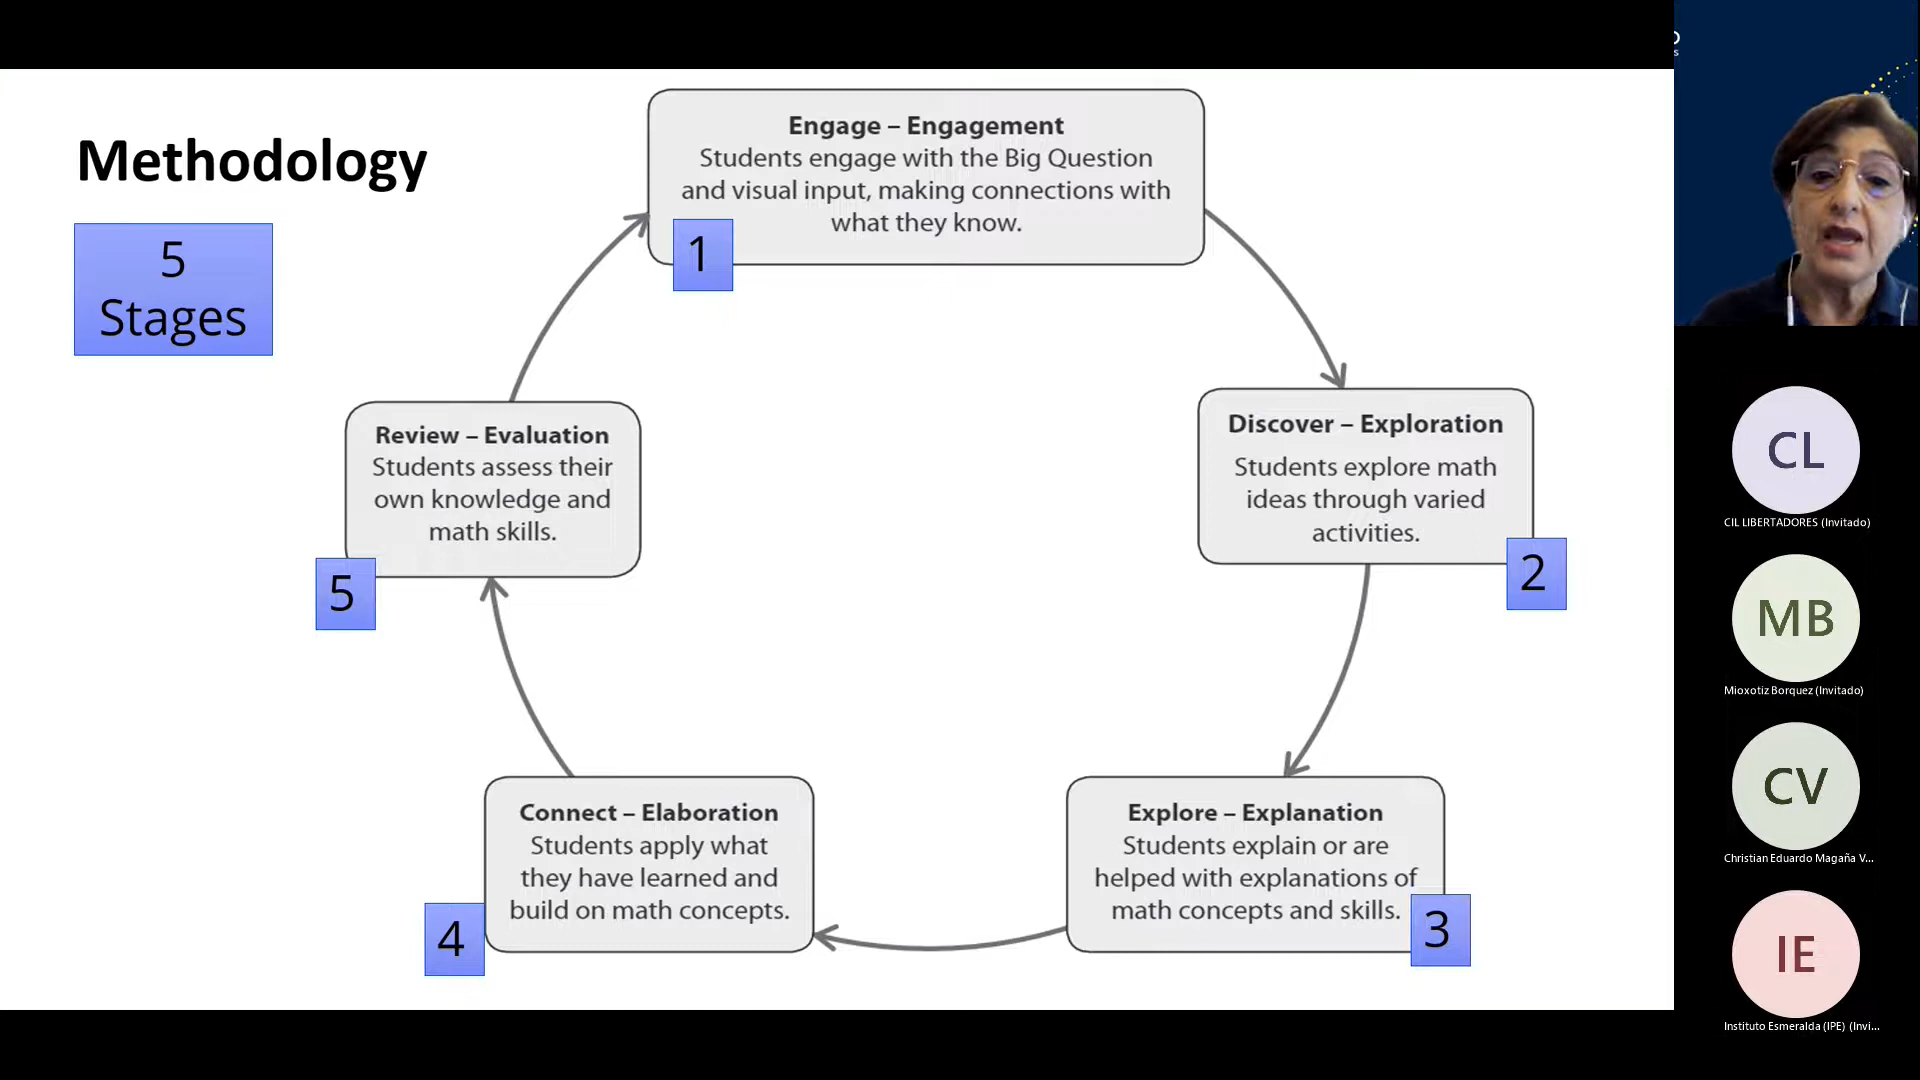 Methodology
5
Stages
Engage – Engagement
Students engage with the Big Question
and visual input, making connections with
what they know.
1
Discover – Exploration
Students explore math
ideas through varied
activities.
2
Explore – Explanation
Students explain or are
helped with explanations of
math concepts and skills.
3
Connect – Elaboration
Students apply what
they have learned and
build on math concepts.
4
Review – Evaluation
Students assess their
own knowledge and
math skills.
5
CL
CIL LIBERTADORES (Invitado)
MB
Mioxotiz Borquez (Invitado)
CV
Christian Eduardo Magaña V...
IE
Instituto Esmeralda (IPE) (Invi...